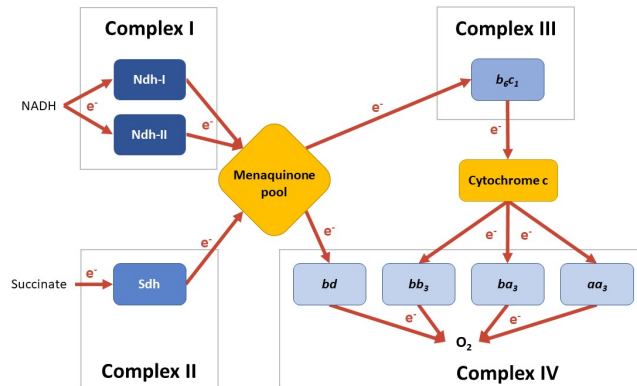 Complex I
Complex III
Ndh-I
b₆c₁
e⁻
e⁻
NADH
e⁻
e⁻
Ndh-II
e⁻
Menaquinone
pool
Cytochrome c
e⁻
e⁻
e⁻
e⁻
Succinate
e⁻
Sdh
bd
bb₃
ba₃
aa₃
e⁻
e⁻
O₂
Complex II
Complex IV